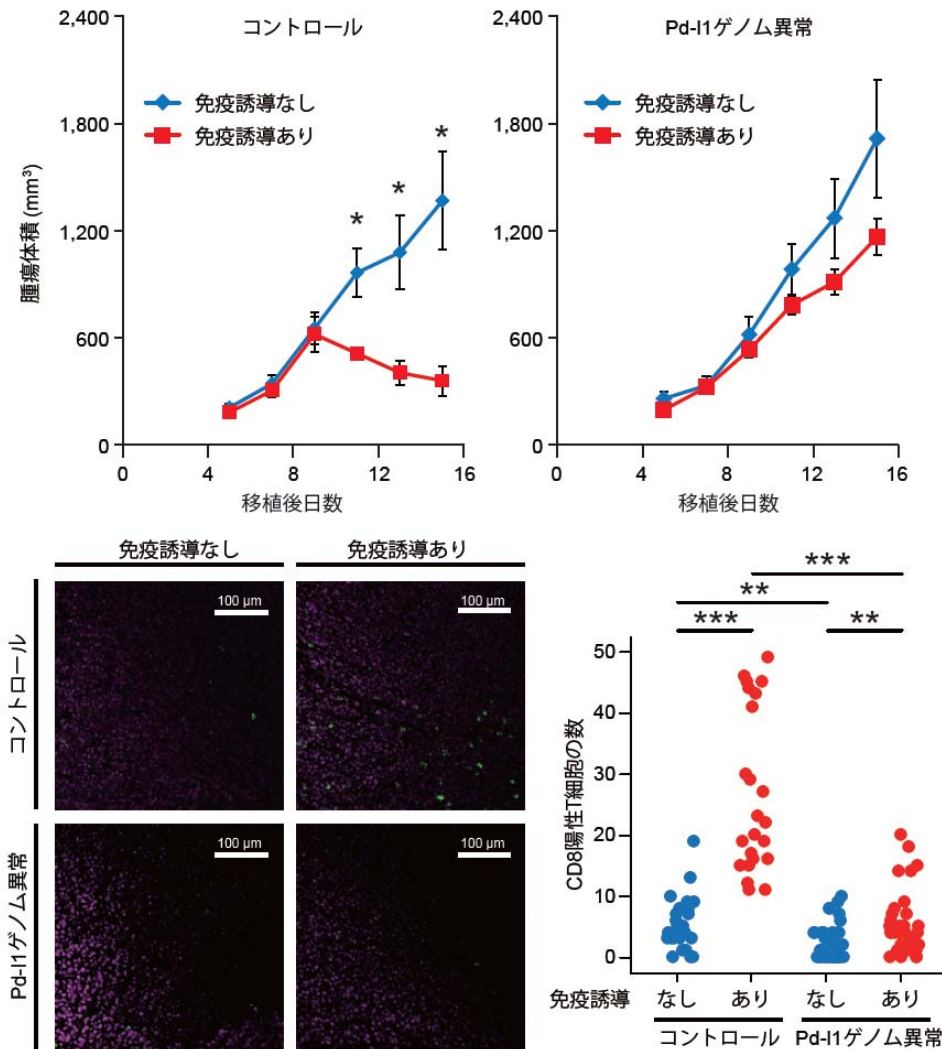 コントロール
2,400
1,800
1,200
600
0
腫瘍体積 (mm³)
免疫誘導なし
免疫誘導あり
*
*
*
0 4 8 12 16
移植後日数
Pd-l1ゲノム異常
2,400
1,800
1,200
600
0
免疫誘導なし
免疫誘導あり
0 4 8 12 16
移植後日数
免疫誘導なし 免疫誘導あり
コントロール
100 µm
100 µm
Pd-l1ゲノム異常
100 µm
100 µm
***
**
*** **
50
40
30
20
10
0
CD8陽性T細胞の数
免疫誘導 なし あり なし あり
コントロール Pd-l1ゲノム異常